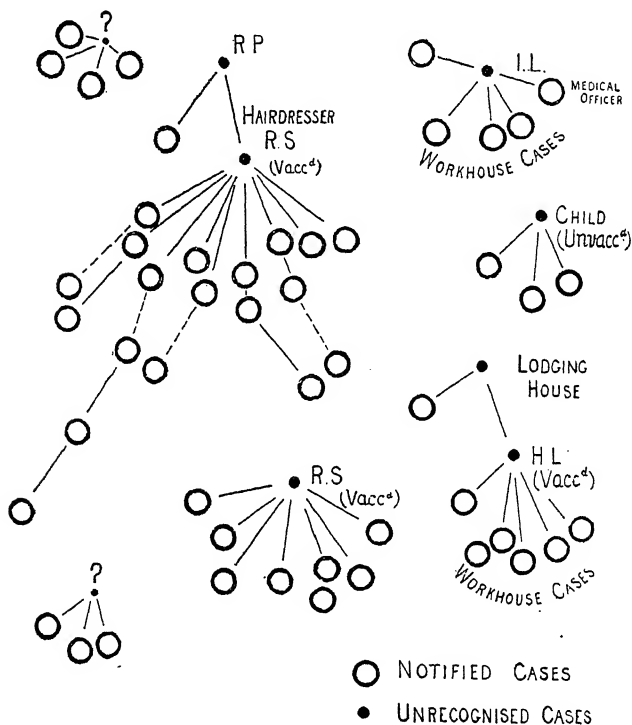 ?
R P
HAIRDRESSER
R.S
(Vaccᵈ)
I.L.
MEDICAL
OFFICER
WORKHOUSE CASES
CHILD
(Unvaccᵈ)
LODGING
HOUSE
H L
(Vaccᵈ)
WORKHOUSE CASES
R.S
(Vaccᵈ)
?
NOTIFIED CASES
UNRECOGNISED CASES